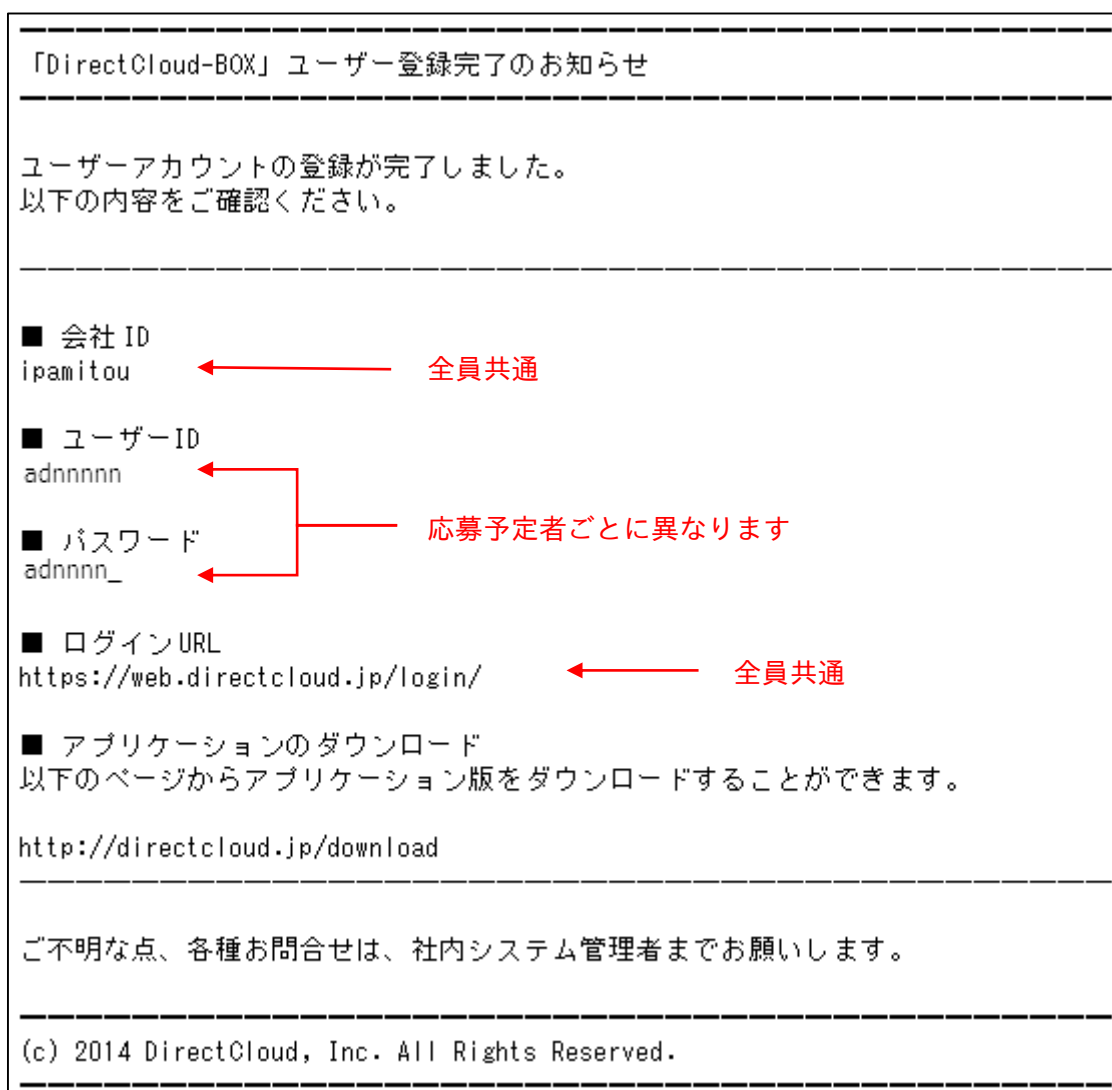 「DirectCloud-BOX」ユーザー登録完了のお知らせ
ユーザーアカウントの登録が完了しました。
以下の内容をご確認ください。
■ 会社ID
ipamitou
全員共通
■ ユーザーID
adnnnnn
応募予定者ごとに異なります
■ パスワード
adnnnn_
■ ログインURL
https://web.directcloud.jp/login/
全員共通
■ アプリケーションのダウンロード
以下のページからアプリケーション版をダウンロードすることができます。
http://directcloud.jp/download
ご不明な点、各種お問合せは、社内システム管理者までお願いします。
(c) 2014 DirectCloud, Inc. All Rights Reserved.